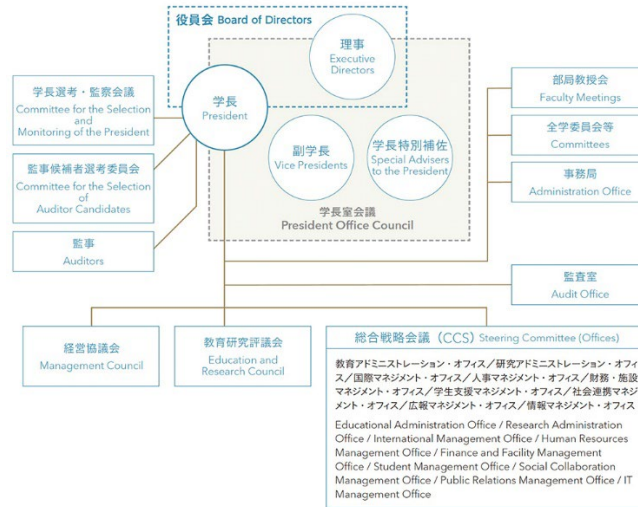 役員会 Board of Directors
理事
Executive
Directors
学長
President
副学長
Vice Presidents
学長特別補佐
Special Advisers
to the President
学長室会議
President Office Council
学長選考・監察会議
Committee for the Selection
and
Monitoring of the President
監事候補者選考委員会
Committee for the Selection
of
Auditor Candidates
監事
Auditors
部局教授会
Faculty Meetings
全学委員会等
Committees
事務局
Administration Office
監査室
Audit Office
経営協議会
Management Council
教育研究評議会
Education and
Research Council
総合戦略会議（CCS）Steering Committee (Offices)
教育アドミニストレーション・オフィス／研究アドミニストレーション・オフィ
ス／国際マネジメント・オフィス／人事マネジメント・オフィス／財務・施設
マネジメント・オフィス／学生支援マネジメント・オフィス／社会連携マネジ
メント・オフィス／広報マネジメント・オフィス／情報マネジメント・オフィス
Educational Administration Office / Research Administration
Office / International Management Office / Human Resources
Management Office / Finance and Facility Management
Office / Student Management Office / Social Collaboration
Management Office / Public Relations Management Office / IT
Management Office